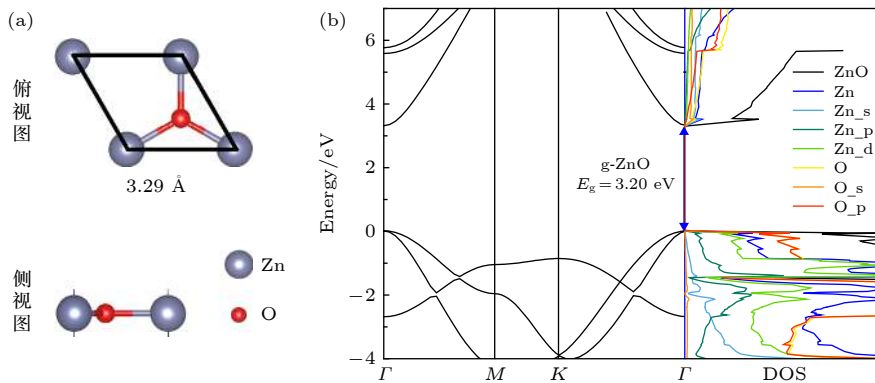 (a)
俯视图
3.29 Å
侧视图
Zn
O
(b)
Energy/eV
6
4
2
0
−2
−4
Γ
M
K
Γ
DOS
g-ZnO
Eg = 3.20 eV
ZnO
Zn
Zn_s
Zn_p
Zn_d
O
O_s
O_p